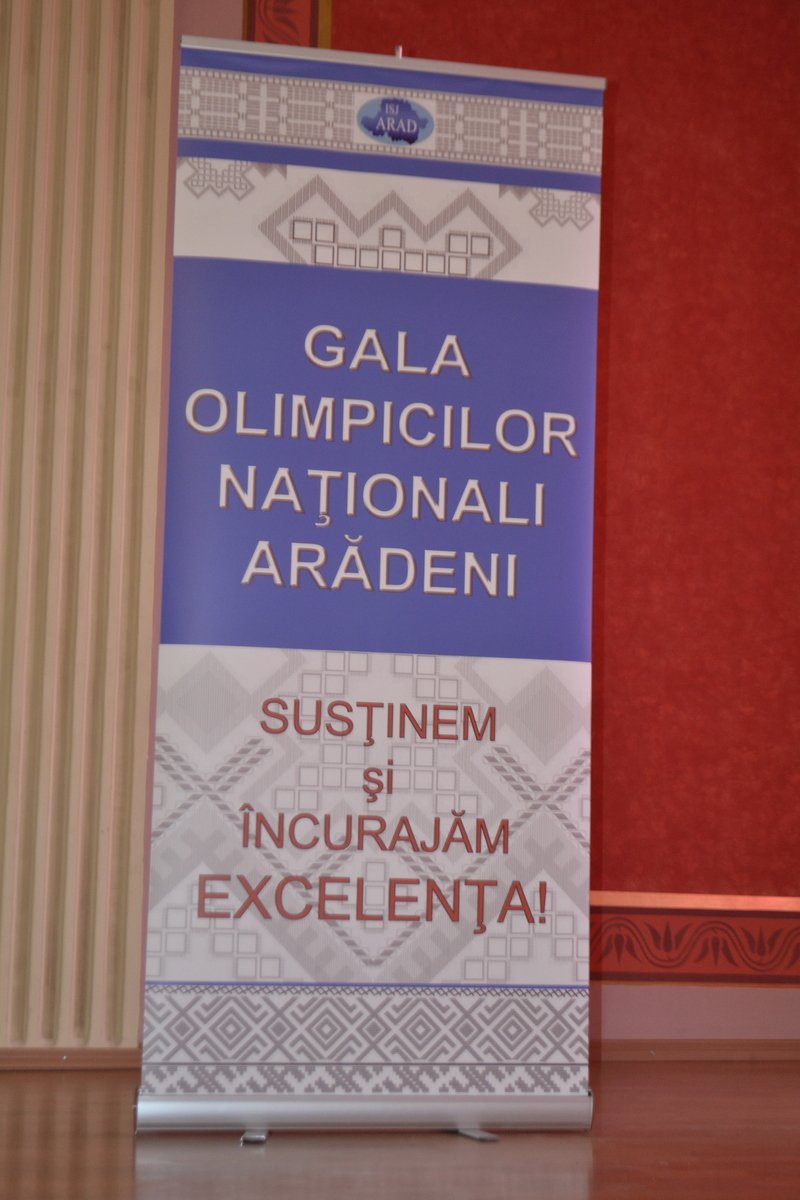 ISJ
ARAD
GALA
OLIMPICILOR
NAŢIONALI
ARĂDENI
SUSŢINEM
şi
ÎNCURAJĂM
EXCELENŢA!